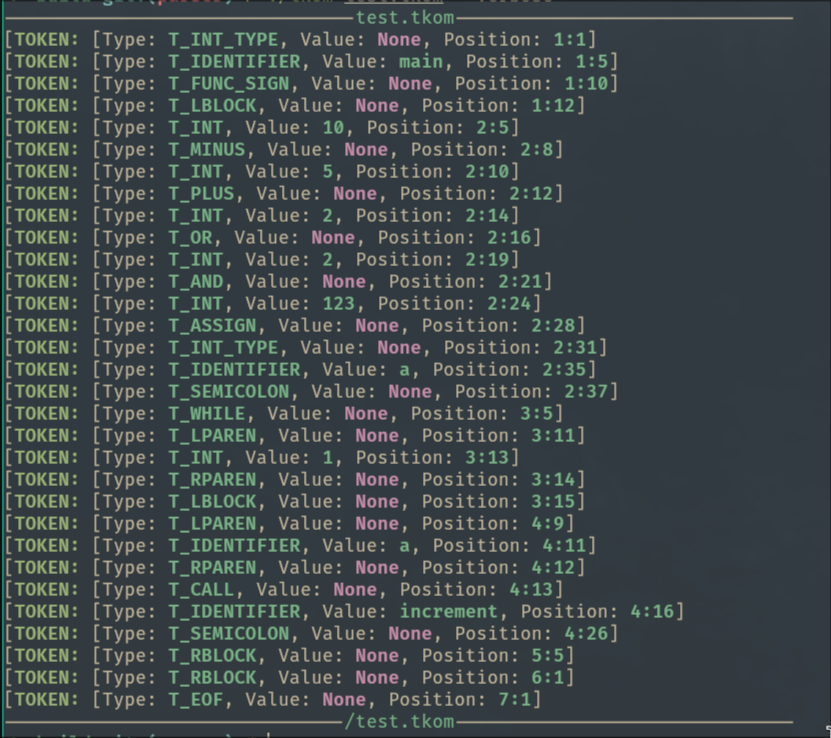 test.tkom
[TOKEN: [Type: T_INT_TYPE, Value: None, Position: 1:1]
[TOKEN: [Type: T_IDENTIFIER, Value: main, Position: 1:5]
[TOKEN: [Type: T_FUNC_SIGN, Value: None, Position: 1:10]
[TOKEN: [Type: T_LBLOCK, Value: None, Position: 1:12]
[TOKEN: [Type: T_INT, Value: 10, Position: 2:5]
[TOKEN: [Type: T_MINUS, Value: None, Position: 2:8]
[TOKEN: [Type: T_INT, Value: 5, Position: 2:10]
[TOKEN: [Type: T_PLUS, Value: None, Position: 2:12]
[TOKEN: [Type: T_INT, Value: 2, Position: 2:14]
[TOKEN: [Type: T_OR, Value: None, Position: 2:16]
[TOKEN: [Type: T_INT, Value: 2, Position: 2:19]
[TOKEN: [Type: T_AND, Value: None, Position: 2:21]
[TOKEN: [Type: T_INT, Value: 123, Position: 2:24]
[TOKEN: [Type: T_ASSIGN, Value: None, Position: 2:28]
[TOKEN: [Type: T_INT_TYPE, Value: None, Position: 2:31]
[TOKEN: [Type: T_IDENTIFIER, Value: a, Position: 2:35]
[TOKEN: [Type: T_SEMICOLON, Value: None, Position: 2:37]
[TOKEN: [Type: T_WHILE, Value: None, Position: 3:5]
[TOKEN: [Type: T_LPAREN, Value: None, Position: 3:11]
[TOKEN: [Type: T_INT, Value: 1, Position: 3:13]
[TOKEN: [Type: T_RPAREN, Value: None, Position: 3:14]
[TOKEN: [Type: T_LBLOCK, Value: None, Position: 3:15]
[TOKEN: [Type: T_LPAREN, Value: None, Position: 4:9]
[TOKEN: [Type: T_IDENTIFIER, Value: a, Position: 4:11]
[TOKEN: [Type: T_RPAREN, Value: None, Position: 4:12]
[TOKEN: [Type: T_CALL, Value: None, Position: 4:13]
[TOKEN: [Type: T_IDENTIFIER, Value: increment, Position: 4:16]
[TOKEN: [Type: T_SEMICOLON, Value: None, Position: 4:26]
[TOKEN: [Type: T_RBLOCK, Value: None, Position: 5:5]
[TOKEN: [Type: T_RBLOCK, Value: None, Position: 6:1]
[TOKEN: [Type: T_EOF, Value: None, Position: 7:1]
/test.tkom